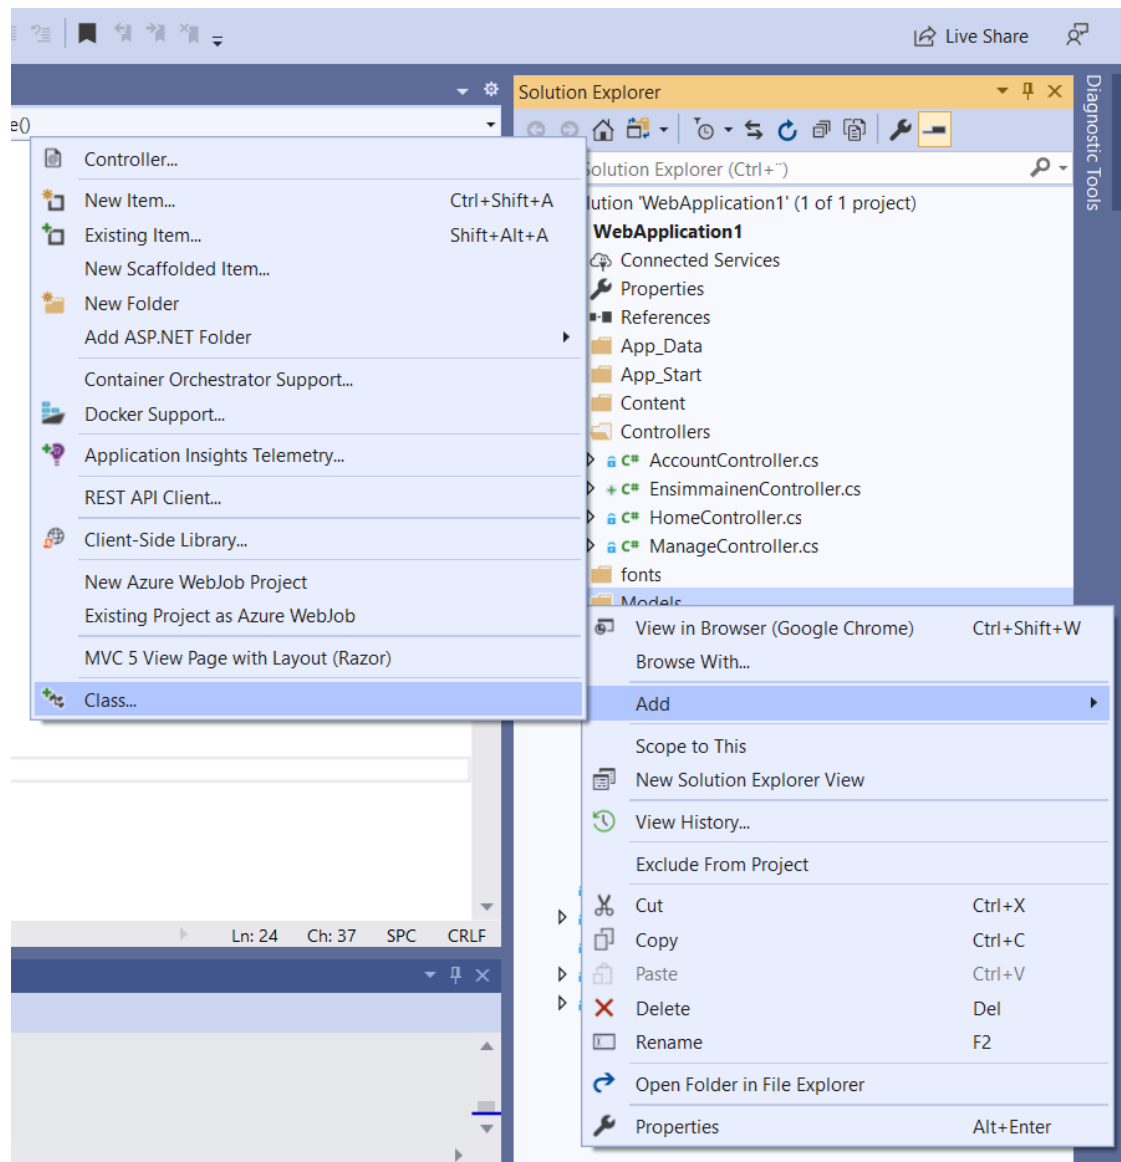 Live Share
Solution Explorer
Diagnostic Tools
e()
Solution Explorer (Ctrl+¨)
lution 'WebApplication1' (1 of 1 project)
WebApplication1
Connected Services
Properties
References
App_Data
App_Start
Content
Controllers
C# AccountController.cs
C# EnsimmainenController.cs
C# HomeController.cs
C# ManageController.cs
fonts
Models
Controller...
New Item... Ctrl+Shift+A
Existing Item... Shift+Alt+A
New Scaffolded Item...
New Folder
Add ASP.NET Folder
Container Orchestrator Support...
Docker Support...
Application Insights Telemetry...
REST API Client...
Client-Side Library...
New Azure WebJob Project
Existing Project as Azure WebJob
MVC 5 View Page with Layout (Razor)
Class...
View in Browser (Google Chrome) Ctrl+Shift+W
Browse With...
Add
Scope to This
New Solution Explorer View
View History...
Exclude From Project
Cut Ctrl+X
Copy Ctrl+C
Paste Ctrl+V
Delete Del
Rename F2
Open Folder in File Explorer
Properties Alt+Enter
Ln: 24 Ch: 37 SPC CRLF